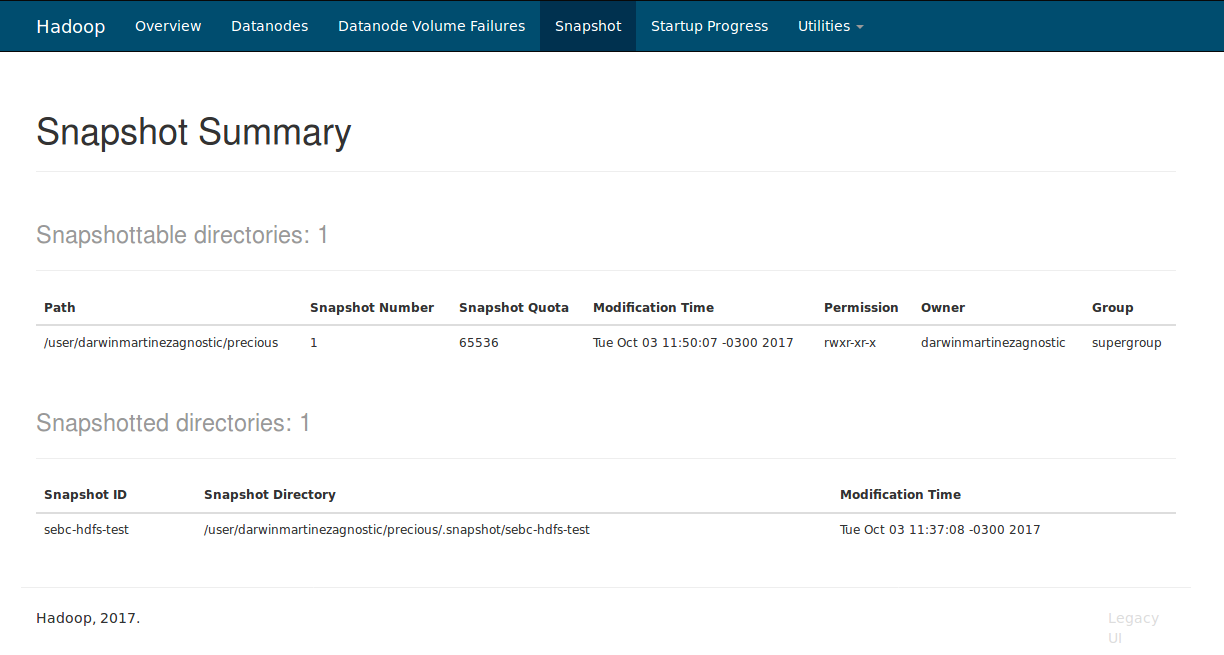 Hadoop Overview Datanodes Datanode Volume Failures Snapshot Startup Progress Utilities
Snapshot Summary
Snapshottable directories: 1
Path Snapshot Number Snapshot Quota Modification Time Permission Owner Group
/user/darwinmartinezagnostic/precious 1 65536 Tue Oct 03 11:50:07 -0300 2017 rwxr-xr-x darwinmartinezagnostic supergroup
Snapshotted directories: 1
Snapshot ID Snapshot Directory Modification Time
sebc-hdfs-test /user/darwinmartinezagnostic/precious/.snapshot/sebc-hdfs-test Tue Oct 03 11:37:08 -0300 2017
Hadoop, 2017. Legacy
UI